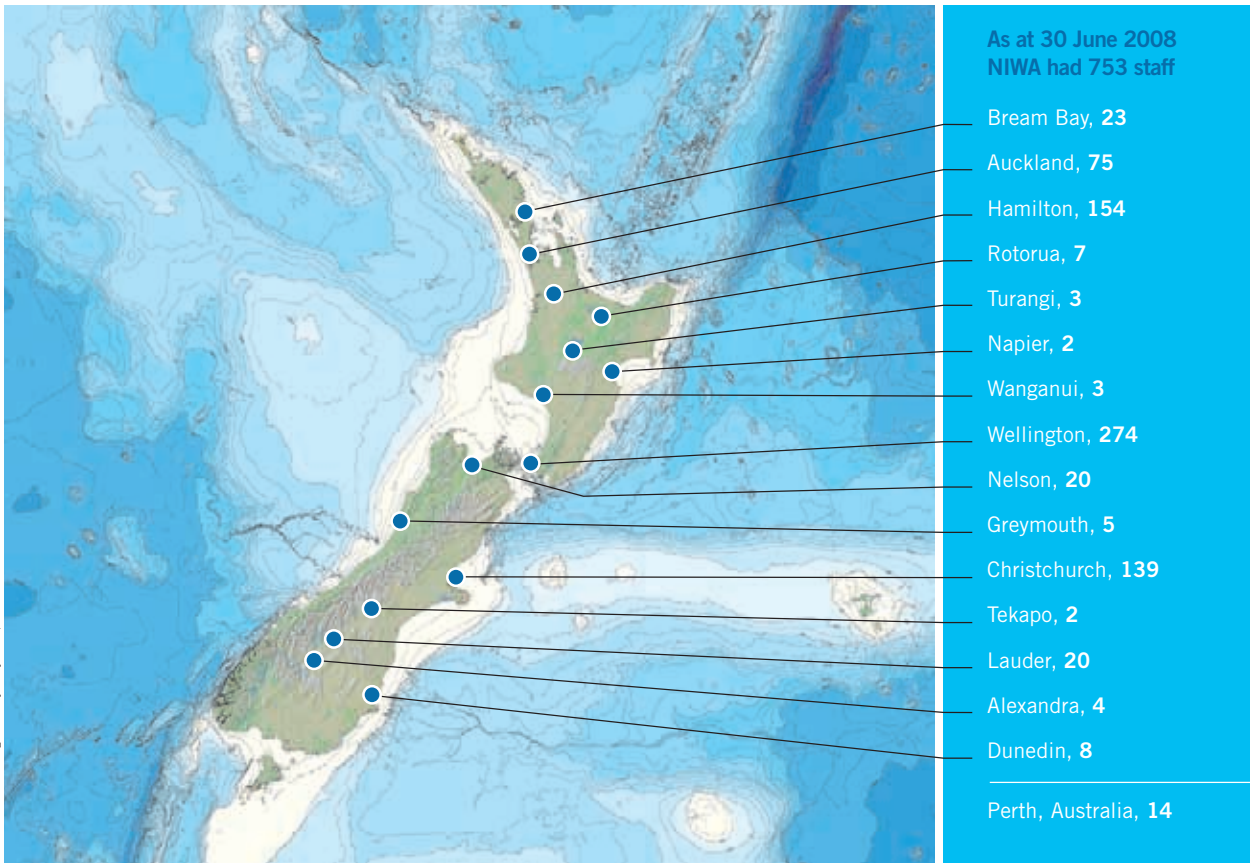 As at 30 June 2008
NIWA had 753 staff
Bream Bay, 23
Auckland, 75
Hamilton, 154
Rotorua, 7
Turangi, 3
Napier, 2
Wanganui, 3
Wellington, 274
Nelson, 20
Greymouth, 5
Christchurch, 139
Tekapo, 2
Lauder, 20
Alexandra, 4
Dunedin, 8
Perth, Australia, 14